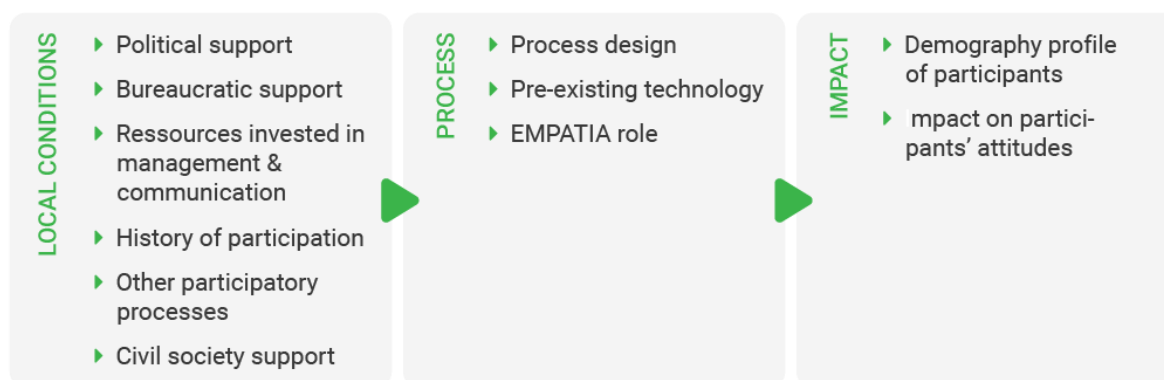 LOCAL CONDITIONS
Political support
Bureaucratic support
Ressources invested in
management &
communication
History of participation
Other participatory
processes
Civil society support
PROCESS
Process design
Pre-existing technology
EMPATIA role
IMPACT
Demography profile
of participants
mpact on partici-
pants’ attitudes